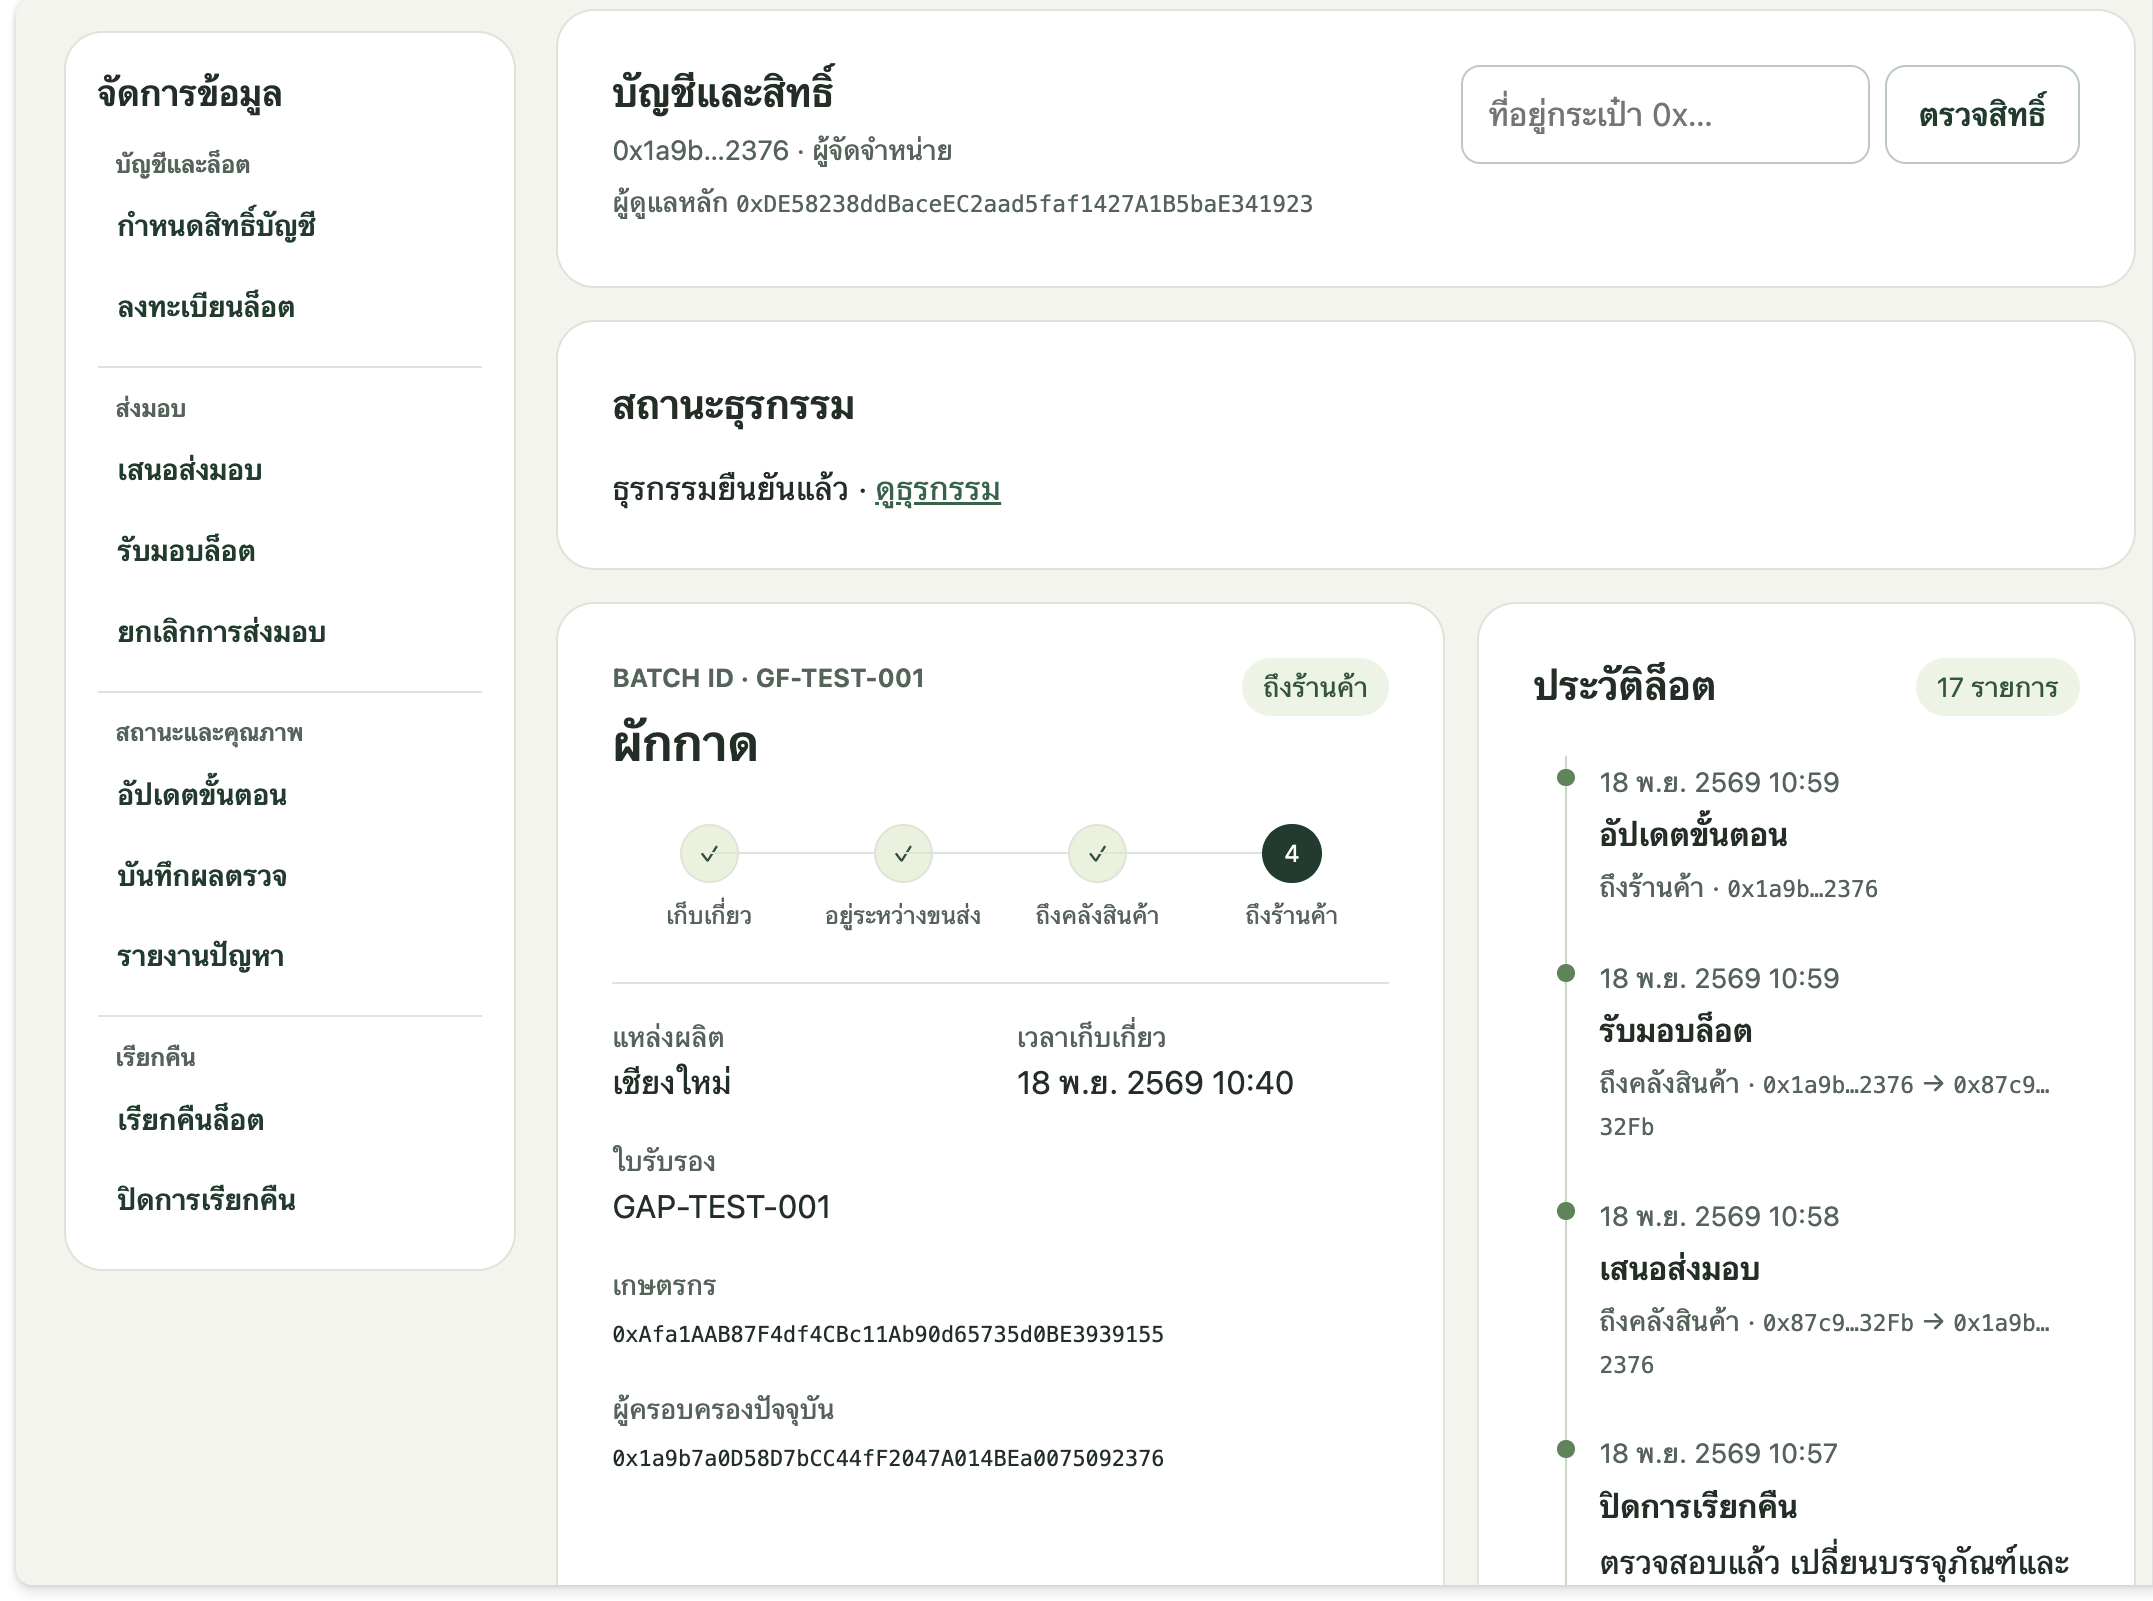 จัดการข้อมูล
บัญชีและล็อต
กำหนดสิทธิ์บัญชี
ลงทะเบียนล็อต
ส่งมอบ
เสนอส่งมอบ
รับมอบล็อต
ยกเลิกการส่งมอบ
สถานะและคุณภาพ
อัปเดตขั้นตอน
บันทึกผลตรวจ
รายงานปัญหา
เรียกคืน
เรียกคืนล็อต
ปิดการเรียกคืน
บัญชีและสิทธิ์
0x1a9b...2376 · ผู้จัดจำหน่าย
ผู้ดูแลหลัก 0xDE58238ddBaceEC2aad5faf1427A1B5baE341923
ที่อยู่กระเป๋า 0x...
ตรวจสิทธิ์
สถานะธุรกรรม
ธุรกรรมยืนยันแล้ว · ดูธุรกรรม
BATCH ID · GF-TEST-001
ถึงร้านค้า
ผักกาด
4
เก็บเกี่ยว อยู่ระหว่างขนส่ง ถึงคลังสินค้า ถึงร้านค้า
แหล่งผลิต
เชียงใหม่
เวลาเก็บเกี่ยว
18 พ.ย. 2569 10:40
ใบรับรอง
GAP-TEST-001
เกษตรกร
0xAfa1AAB87F4df4CBc11Ab90d65735d0BE3939155
ผู้ครอบครองปัจจุบัน
0x1a9b7a0D58D7bCC44fF2047A014BEa0075092376
ประวัติล็อต
17 รายการ
18 พ.ย. 2569 10:59
อัปเดตขั้นตอน
ถึงร้านค้า · 0x1a9b…2376
18 พ.ย. 2569 10:59
รับมอบล็อต
ถึงคลังสินค้า · 0x1a9b…2376 → 0x87c9…
32Fb
18 พ.ย. 2569 10:58
เสนอส่งมอบ
ถึงคลังสินค้า · 0x87c9…32Fb → 0x1a9b…
2376
18 พ.ย. 2569 10:57
ปิดการเรียกคืน
ตรวจสอบแล้ว เปลี่ยนบรรจุภัณฑ์และ